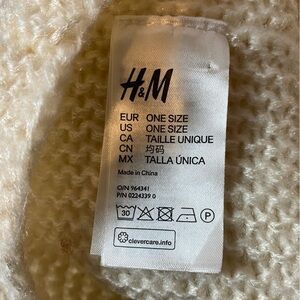 H&M
EUR ONE SIZE
US ONE SIZE
CA TAILLE UNIQUE
CN 均码
MX TALLA ÚNICA
Made in China
O/N 964341
P/N 0224339 0
30 P
clevercare.info